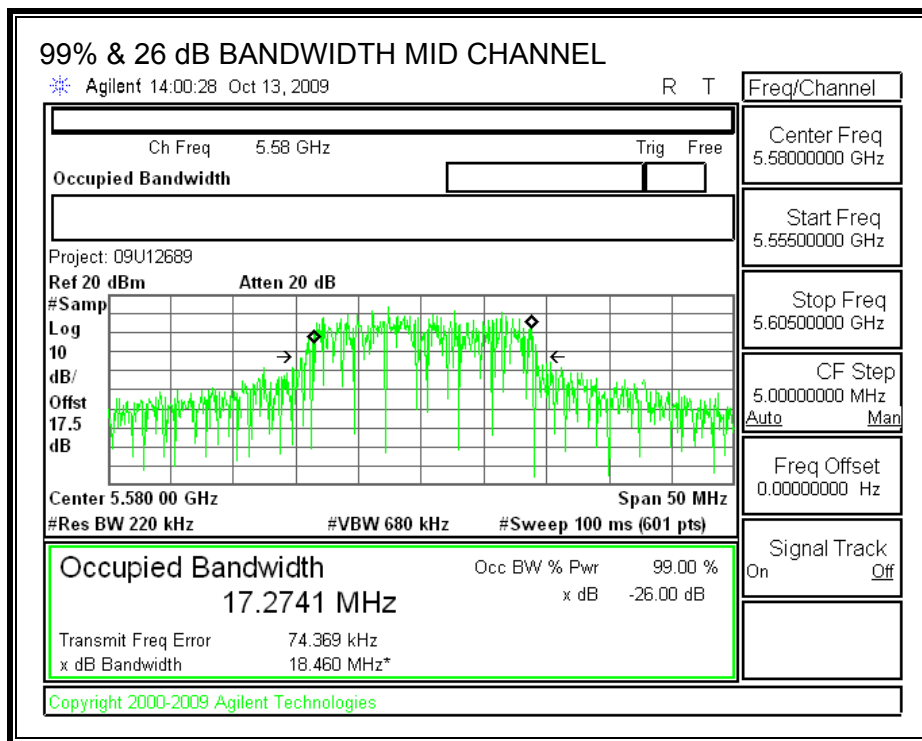 99% & 26 dB BANDWIDTH MID CHANNEL
Agilent 14:00:28 Oct 13, 2009 R T
Freq/Channel
Ch Freq 5.58 GHz Trig Free
Occupied Bandwidth
Center Freq
5.58000000 GHz
Start Freq
5.55500000 GHz
Stop Freq
5.60500000 GHz
CF Step
5.00000000 MHz
Auto Man
Freq Offset
0.00000000 Hz
Signal Track
On Off
Project: 09U12689
Ref 20 dBm Atten 20 dB
#Samp
Log
10
dB/
Offst
17.5
dB
Center 5.580 00 GHz Span 50 MHz
#Res BW 220 kHz #VBW 680 kHz #Sweep 100 ms (601 pts)
Occupied Bandwidth
17.2741 MHz
Occ BW % Pwr 99.00 %
x dB -26.00 dB
Transmit Freq Error 74.369 kHz
x dB Bandwidth 18.460 MHz*
Copyright 2000-2009 Agilent Technologies